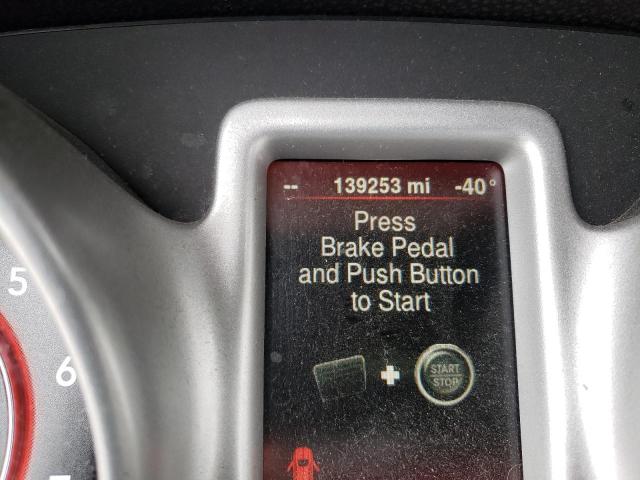 -- 139253 mi -40°
Press
Brake Pedal
and Push Button
to Start
5
6
START
STOP